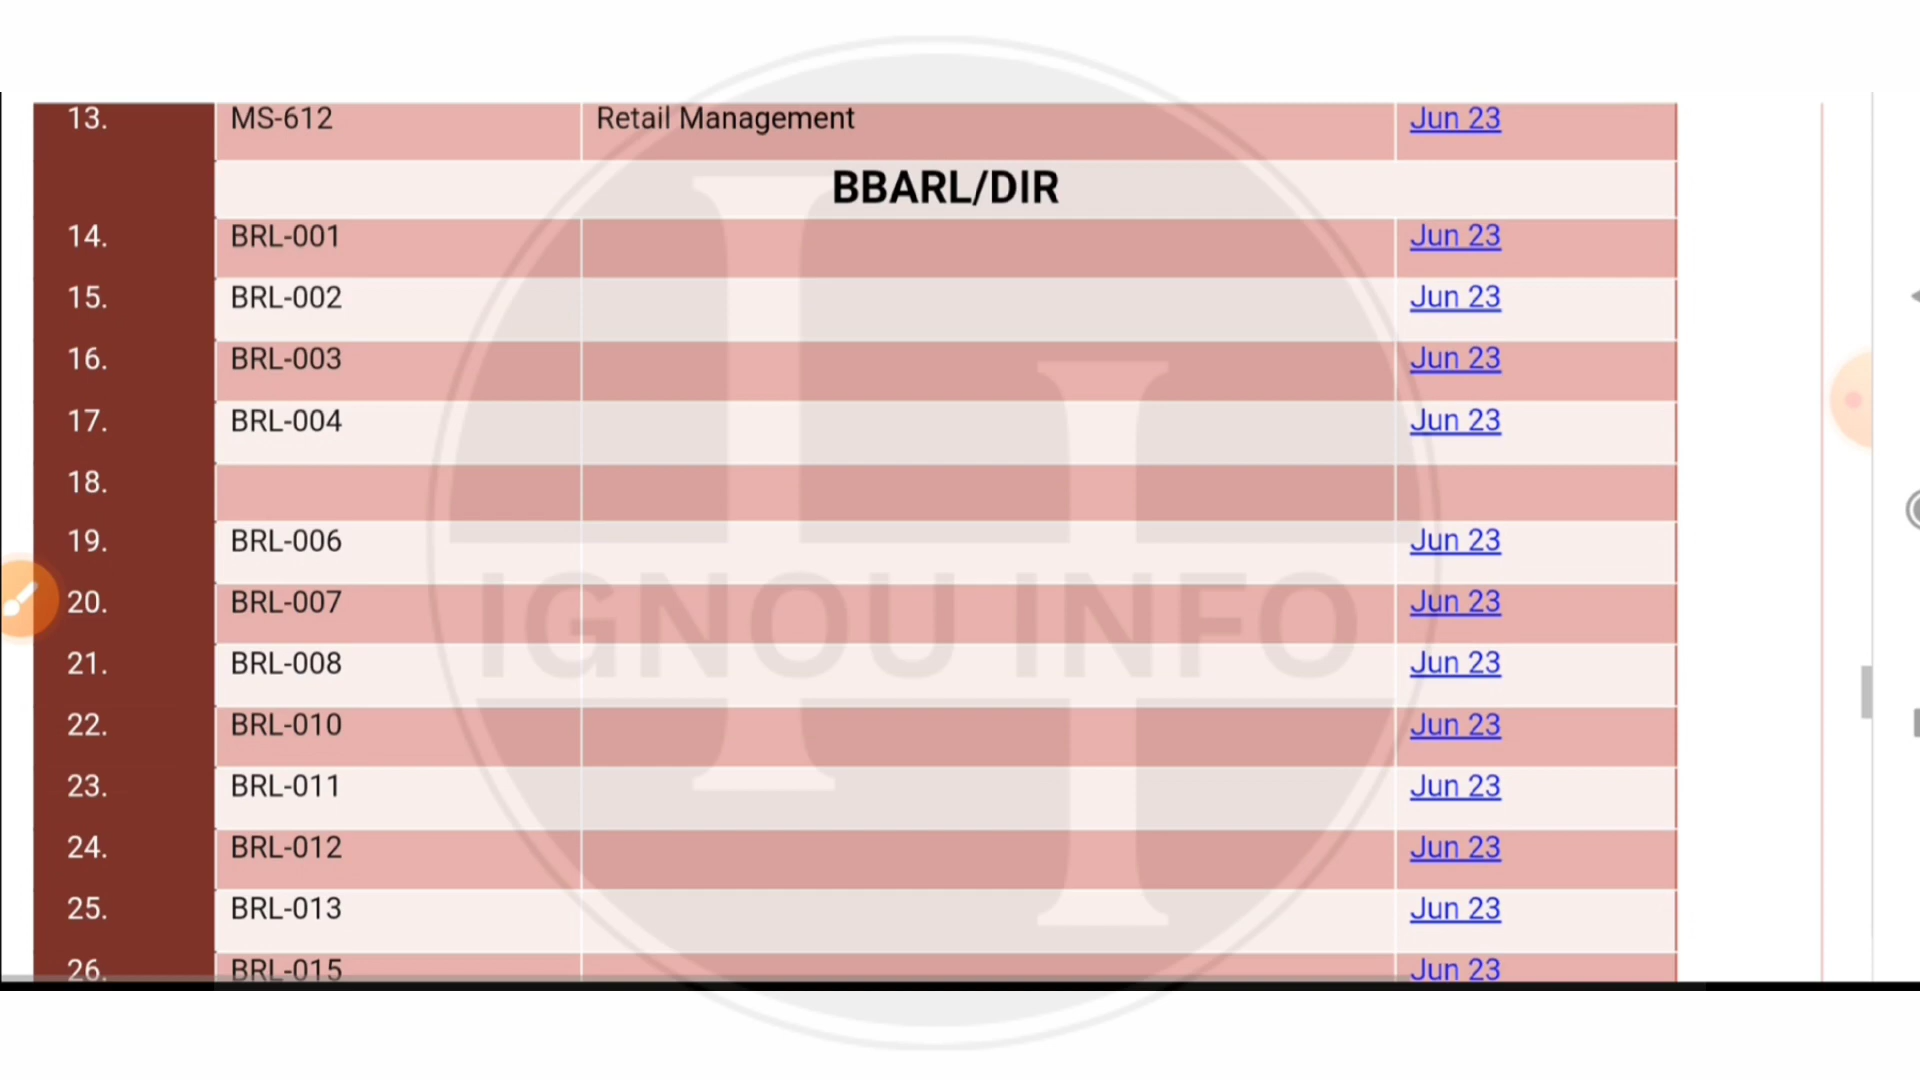 13. MS-612 Retail Management Jun 23
BBARL/DIR
14. BRL-001 Jun 23
15. BRL-002 Jun 23
16. BRL-003 Jun 23
17. BRL-004 Jun 23
18.
19. BRL-006 Jun 23
20. BRL-007 Jun 23
21. BRL-008 Jun 23
22. BRL-010 Jun 23
23. BRL-011 Jun 23
24. BRL-012 Jun 23
25. BRL-013 Jun 23
26. BRL-015 Jun 23
IGNOU INFO